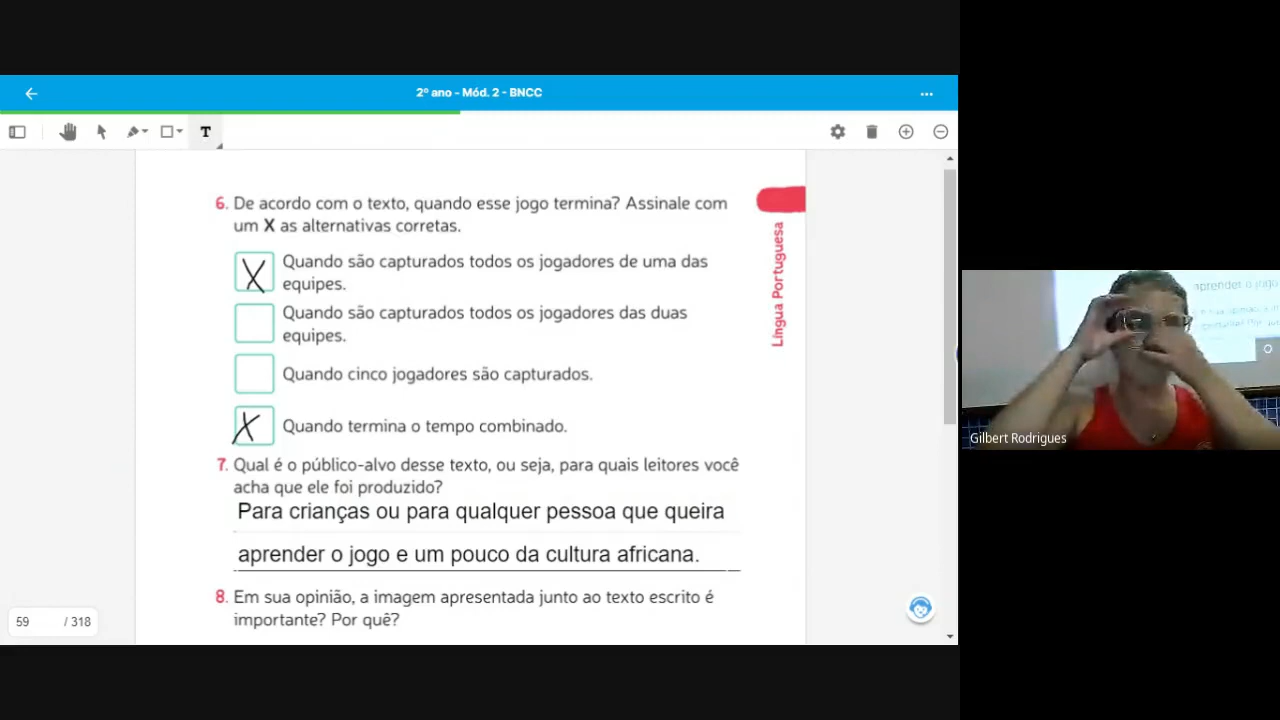 2º ano - Mód. 2 - BNCC
T
6. De acordo com o texto, quando esse jogo termina? Assinale com
um X as alternativas corretas.
X Quando são capturados todos os jogadores de uma das
equipes.
Quando são capturados todos os jogadores das duas
equipes.
Quando cinco jogadores são capturados.
X Quando termina o tempo combinado.
7. Qual é o público-alvo desse texto, ou seja, para quais leitores você
acha que ele foi produzido?
Para crianças ou para qualquer pessoa que queira
aprender o jogo e um pouco da cultura africana.
8. Em sua opinião, a imagem apresentada junto ao texto escrito é
importante? Por quê?
Língua Portuguesa
59 / 318
aprender o jogo
Gilbert Rodrigues